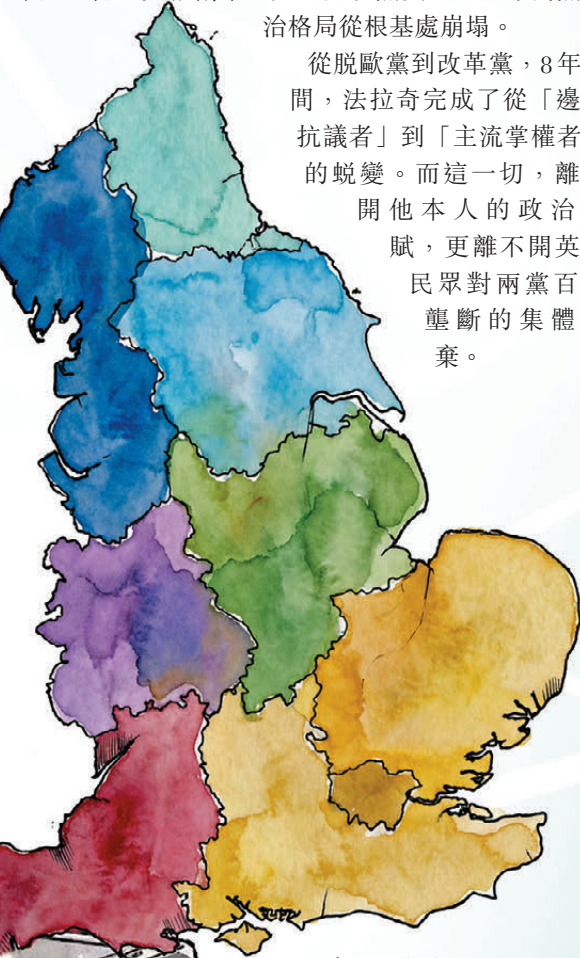 治格局從根基處崩塌。
從脱歐黨到改革黨，8年
間，法拉奇完成了從「邊
抗議者」到「主流掌權者
的蜕變。而這一切，離
開他本人的政治
賦，更離不開英
民眾對兩黨百
壟斷的集體
棄。